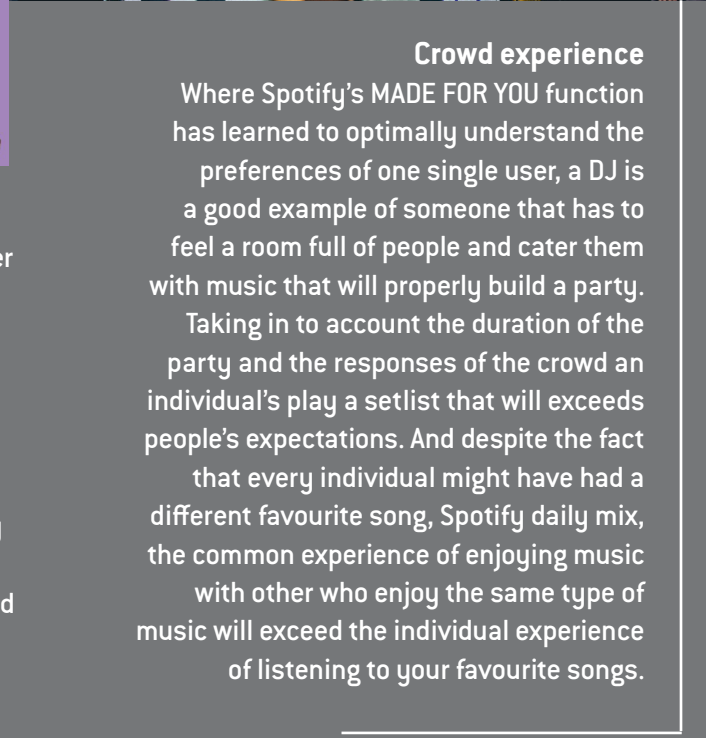 Crowd experience
Where Spotify's MADE FOR YOU function
has learned to optimally understand the
preferences of one single user, a DJ is
a good example of someone that has to
feel a room full of people and cater them
with music that will properly build a party.
Taking in to account the duration of the
party and the responses of the crowd an
individual's play a setlist that will exceeds
people's expectations. And despite the fact
that every individual might have had a
different favourite song, Spotify daily mix,
the common experience of enjoying music
with other who enjoy the same type of
music will exceed the individual experience
of listening to your favourite songs.